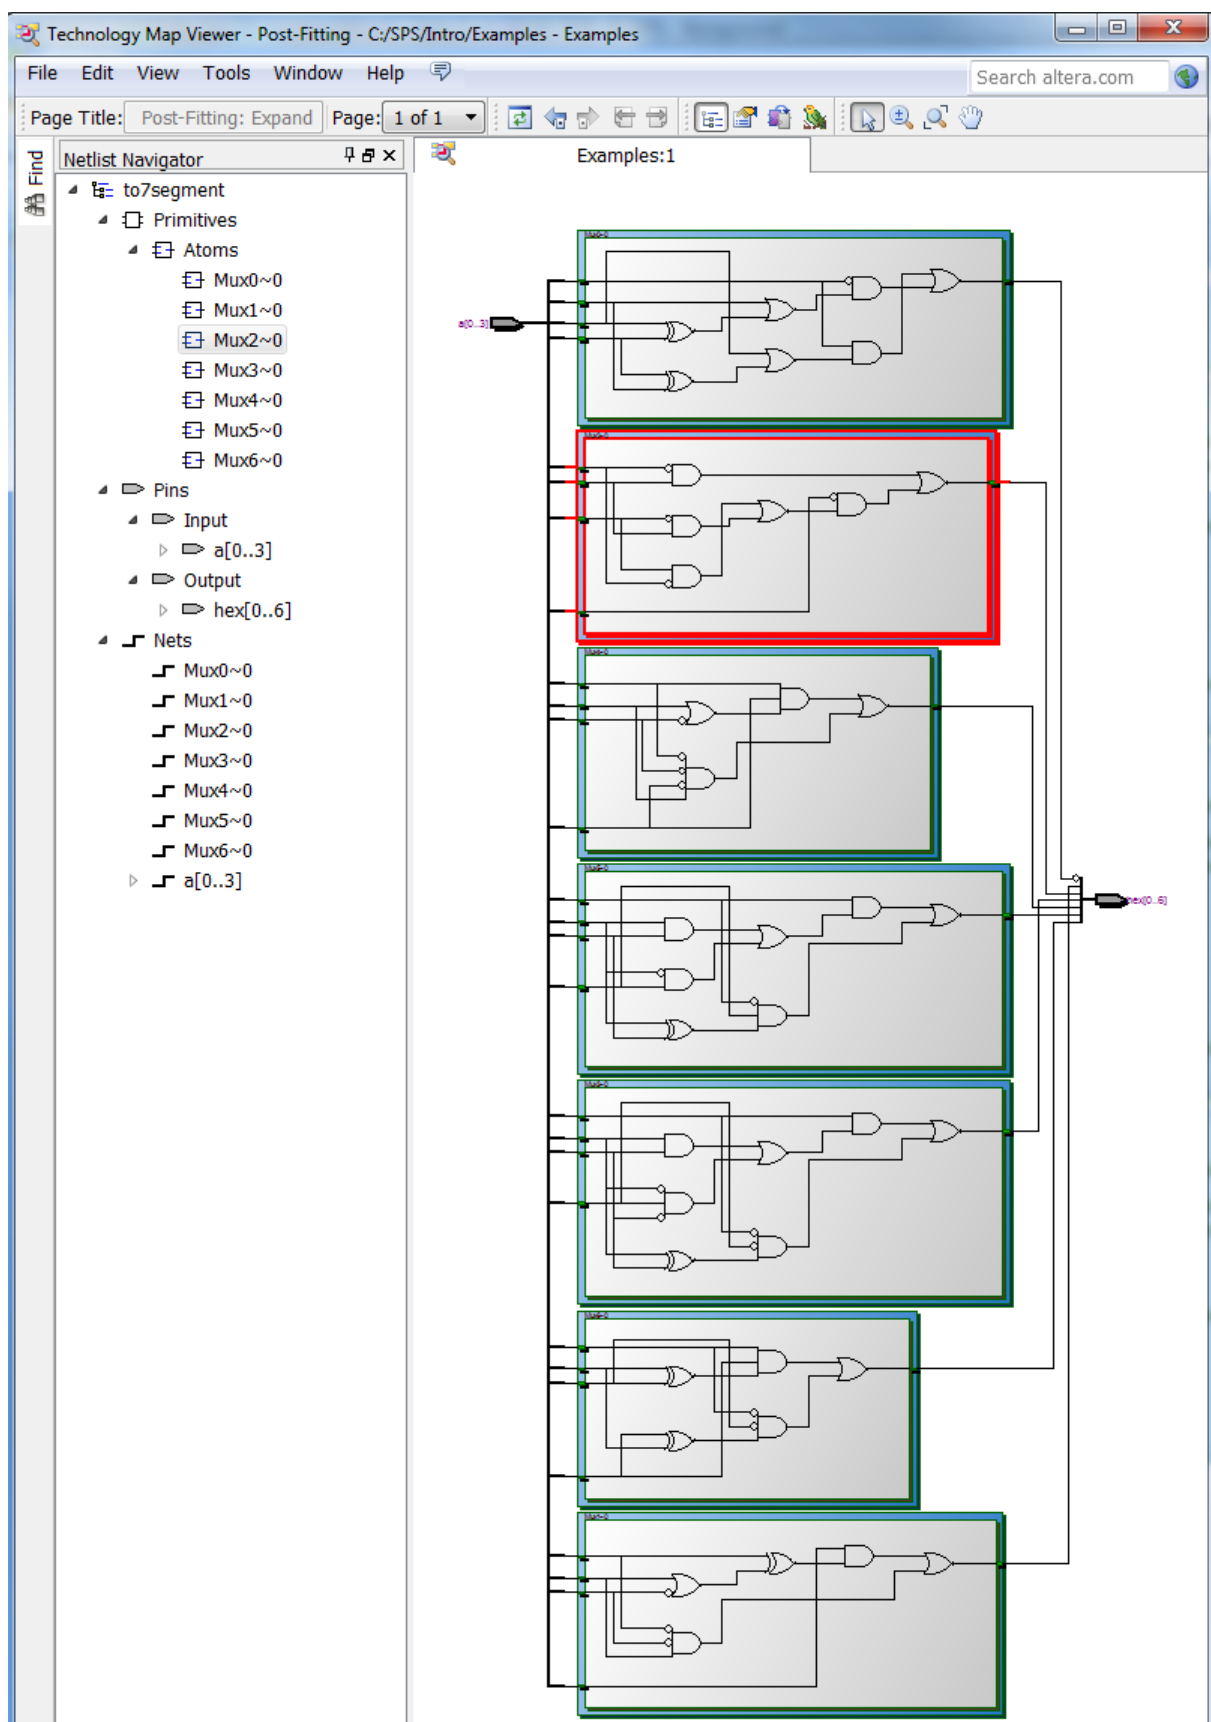 Technology Map Viewer - Post-Fitting - C:/SPS/Intro/Examples - Examples
File Edit View Tools Window Help
Search altera.com
Page Title: Post-Fitting: Expand Page: 1 of 1
Find
Netlist Navigator
Examples:1
to7segment
Primitives
Atoms
Mux0~0
Mux1~0
Mux2~0
Mux3~0
Mux4~0
Mux5~0
Mux6~0
Pins
Input
a[0..3]
Output
hex[0..6]
Nets
Mux0~0
Mux1~0
Mux2~0
Mux3~0
Mux4~0
Mux5~0
Mux6~0
a[0..3]
a[0..3]
hex[0..6]